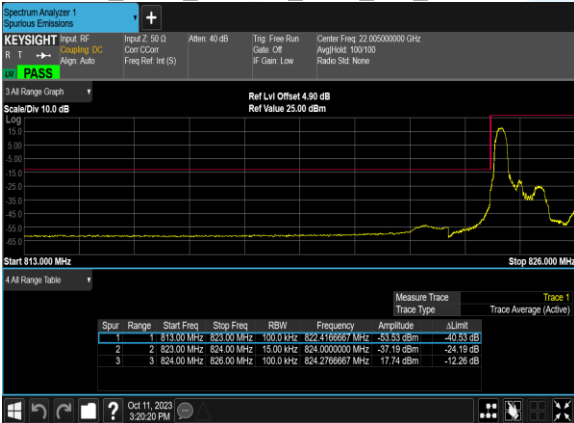 Spectrum Analyzer 1
Spurious Emissions
+
KEYSIGHT Input: RF Input Z: 50 Ω Atten: 40 dB Trig: Free Run Center Freq: 22.005000000 GHz
R T Coupling: DC Corr CCorr Gate: Off Avg|Hold: 100/100
Align: Auto Freq Ref: Int (S) IF Gain: Low Radio Std: None
LW PASS
3 All Range Graph
Ref Lvl Offset 4.90 dB
Scale/Div 10.0 dB Ref Value 25.00 dBm
Log
15.0
5.00
-5.00
-15.0
-25.0
-35.0
-45.0
-55.0
-65.0
Start 813.000 MHz Stop 826.000 MHz
4 All Range Table
Measure Trace Trace 1
Trace Type Trace Average (Active)
Spur Range Start Freq Stop Freq RBW Frequency Amplitude ΔLimit
1 1 813.00 MHz 823.00 MHz 100.0 kHz 822.4166667 MHz -53.53 dBm -40.53 dB
2 2 823.00 MHz 824.00 MHz 15.00 kHz 824.0000000 MHz -37.19 dBm -24.19 dB
3 3 824.00 MHz 826.00 MHz 100.0 kHz 824.2766667 MHz 17.74 dBm -12.26 dB
? Oct 11, 2023
3:20:20 PM